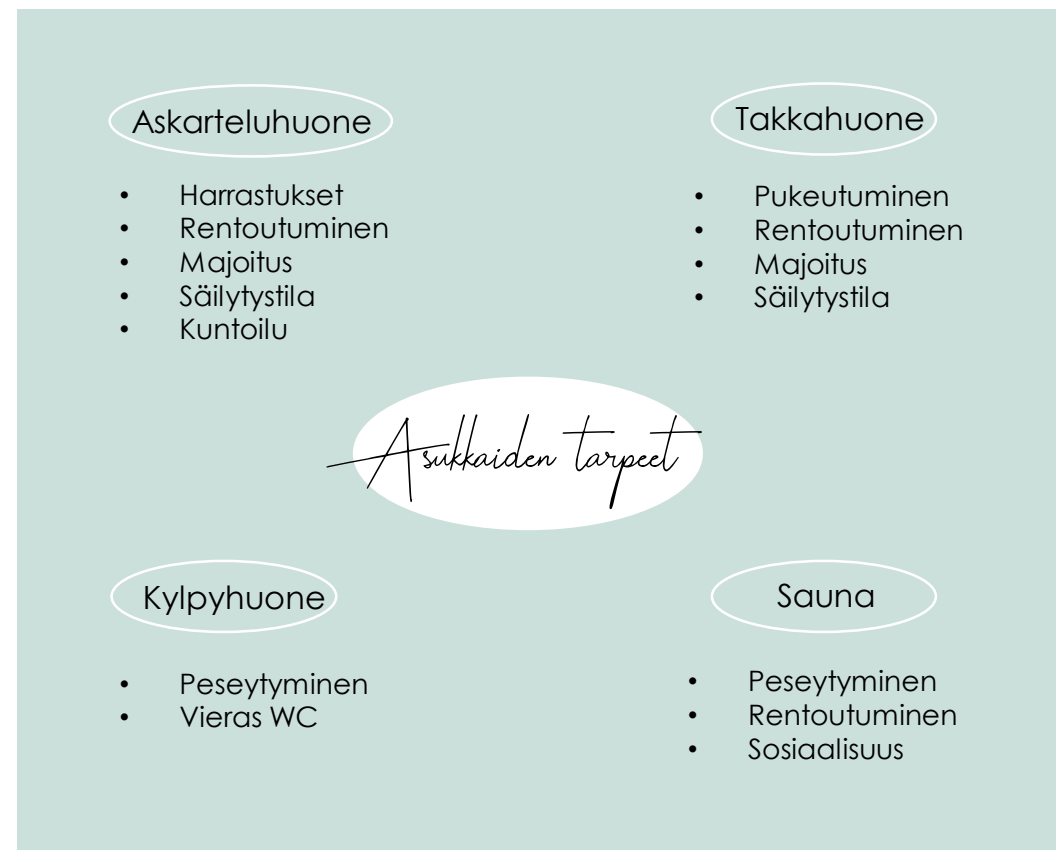 Askarteluhuone
• Harrastukset
• Rentoutuminen
• Majoitus
• Säilytystila
• Kuntoilu
Takkahuone
• Pukeutuminen
• Rentoutuminen
• Majoitus
• Säilytystila
Asukkaiden tarpeet
Kylpyhuone
• Peseytyminen
• Vieras WC
Sauna
• Peseytyminen
• Rentoutuminen
• Sosiaalisuus